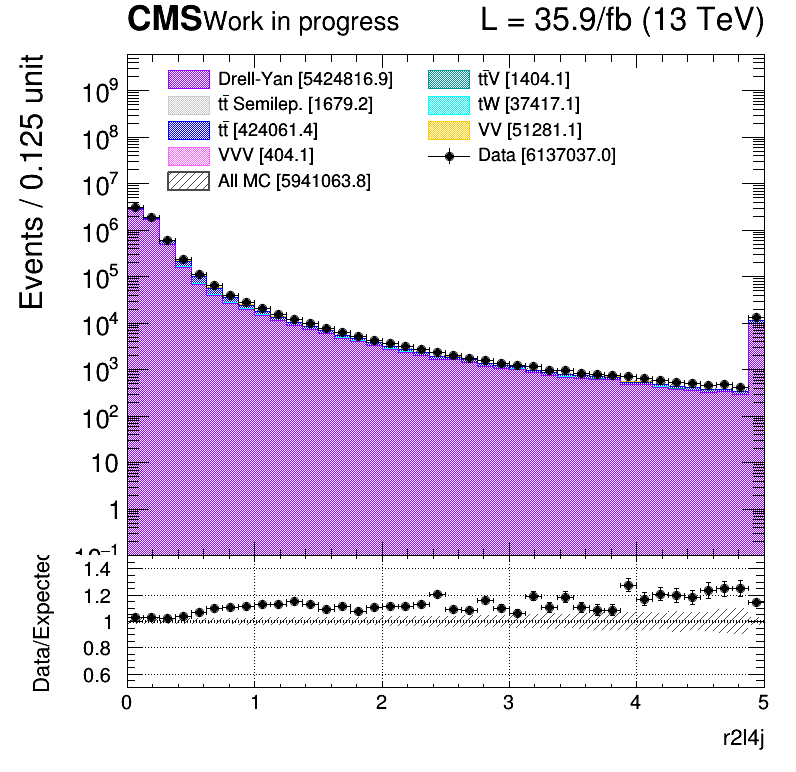 CMS Work in progress L = 35.9/fb (13 TeV)
Drell-Yan [5424816.9]
tt̄ Semilep. [1679.2]
tt̄ [424061.4]
VVV [404.1]
All MC [5941063.8]
tt̄V [1404.1]
tW [37417.1]
VV [51281.1]
Data [6137037.0]
Events / 0.125 unit
10⁹
10⁸
10⁷
10⁶
10⁵
10⁴
10³
10²
10
1
10⁻¹
Data/Expected
1.4
1.2
1
0.8
0.6
0 1 2 3 4 5
r2l4j